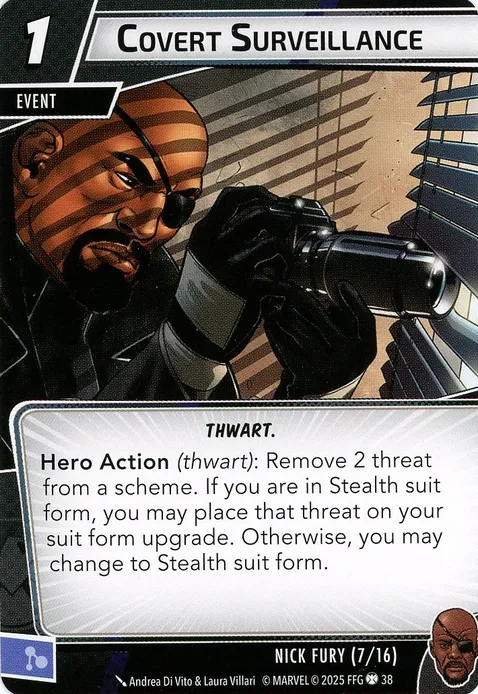 1
COVERT SURVEILLANCE
EVENT
THWART.
Hero Action (thwart): Remove 2 threat
from a scheme. If you are in Stealth suit
form, you may place that threat on your
suit form upgrade. Otherwise, you may
change to Stealth suit form.
NICK FURY (7/16)
Andrea Di Vito & Laura Villari © MARVEL © 2025 FFG 38